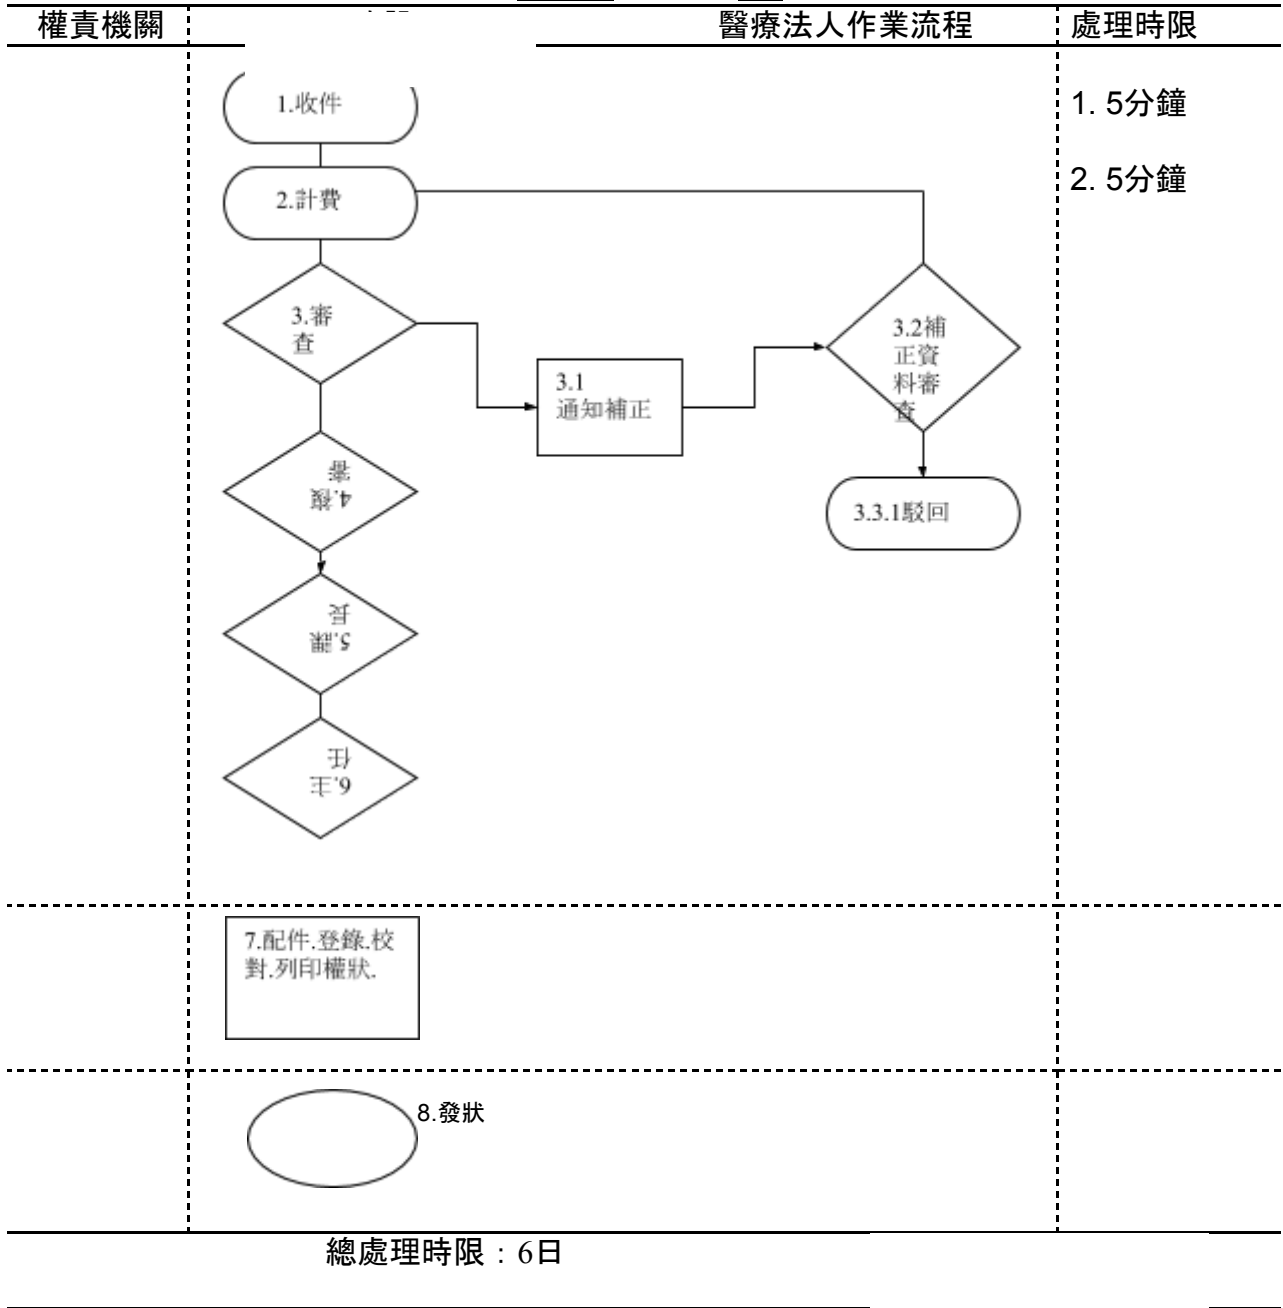 權責機關
醫療法人作業流程
處理時限
1.收件
1. 5分鐘
2.計費
2. 5分鐘
3.審
查
3.1
通知補正
3.2補
正資
料審
查
3.3.1駁回
4.複
審
5.課
長
6.主
任
7.配件.登錄.校
對.列印權狀.
8.發狀
總處理時限：6日